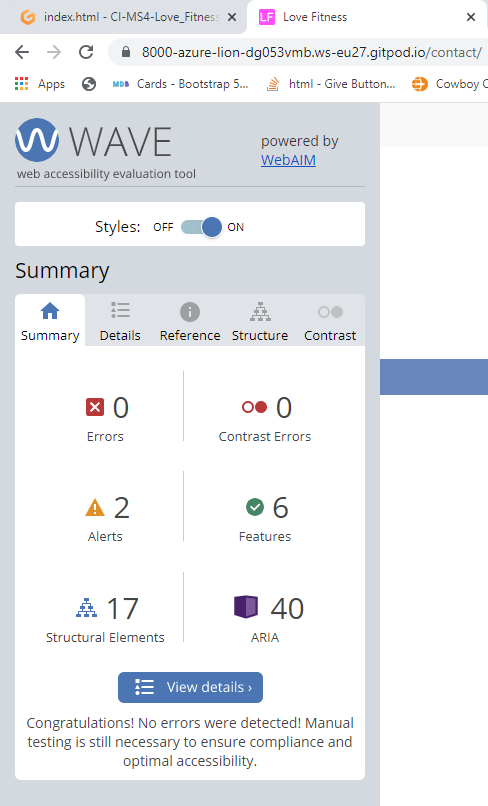 index.html - CI-MS4-Love_Fitness
LF Love Fitness
8000-azure-lion-dg053vmb.ws-eu27.gitpod.io/contact/
Apps MDB Cards - Bootstrap 5... html - Give Button... Cowboy C
WAVE
web accessibility evaluation tool
powered by
WebAIM
Styles: OFF ON
Summary
Summary Details Reference Structure Contrast
0 0
Errors Contrast Errors
2 6
Alerts Features
17 40
Structural Elements ARIA
View details ›
Congratulations! No errors were detected! Manual
testing is still necessary to ensure compliance and
optimal accessibility.